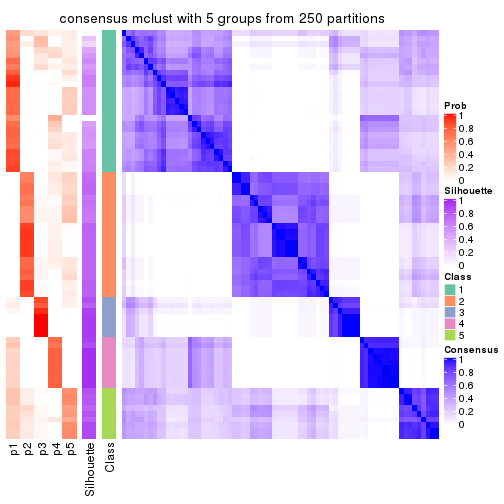 consensus mclust with 5 groups from 250 partitions
Prob
1
0.8
0.6
0.4
0.2
0
Silhouette
1
0.8
0.6
0.4
0.2
0
Class
1
2
3
4
5
Consensus
1
0.8
0.6
0.4
0.2
0
p1
p2
p3
p4
p5
Silhouette
Class